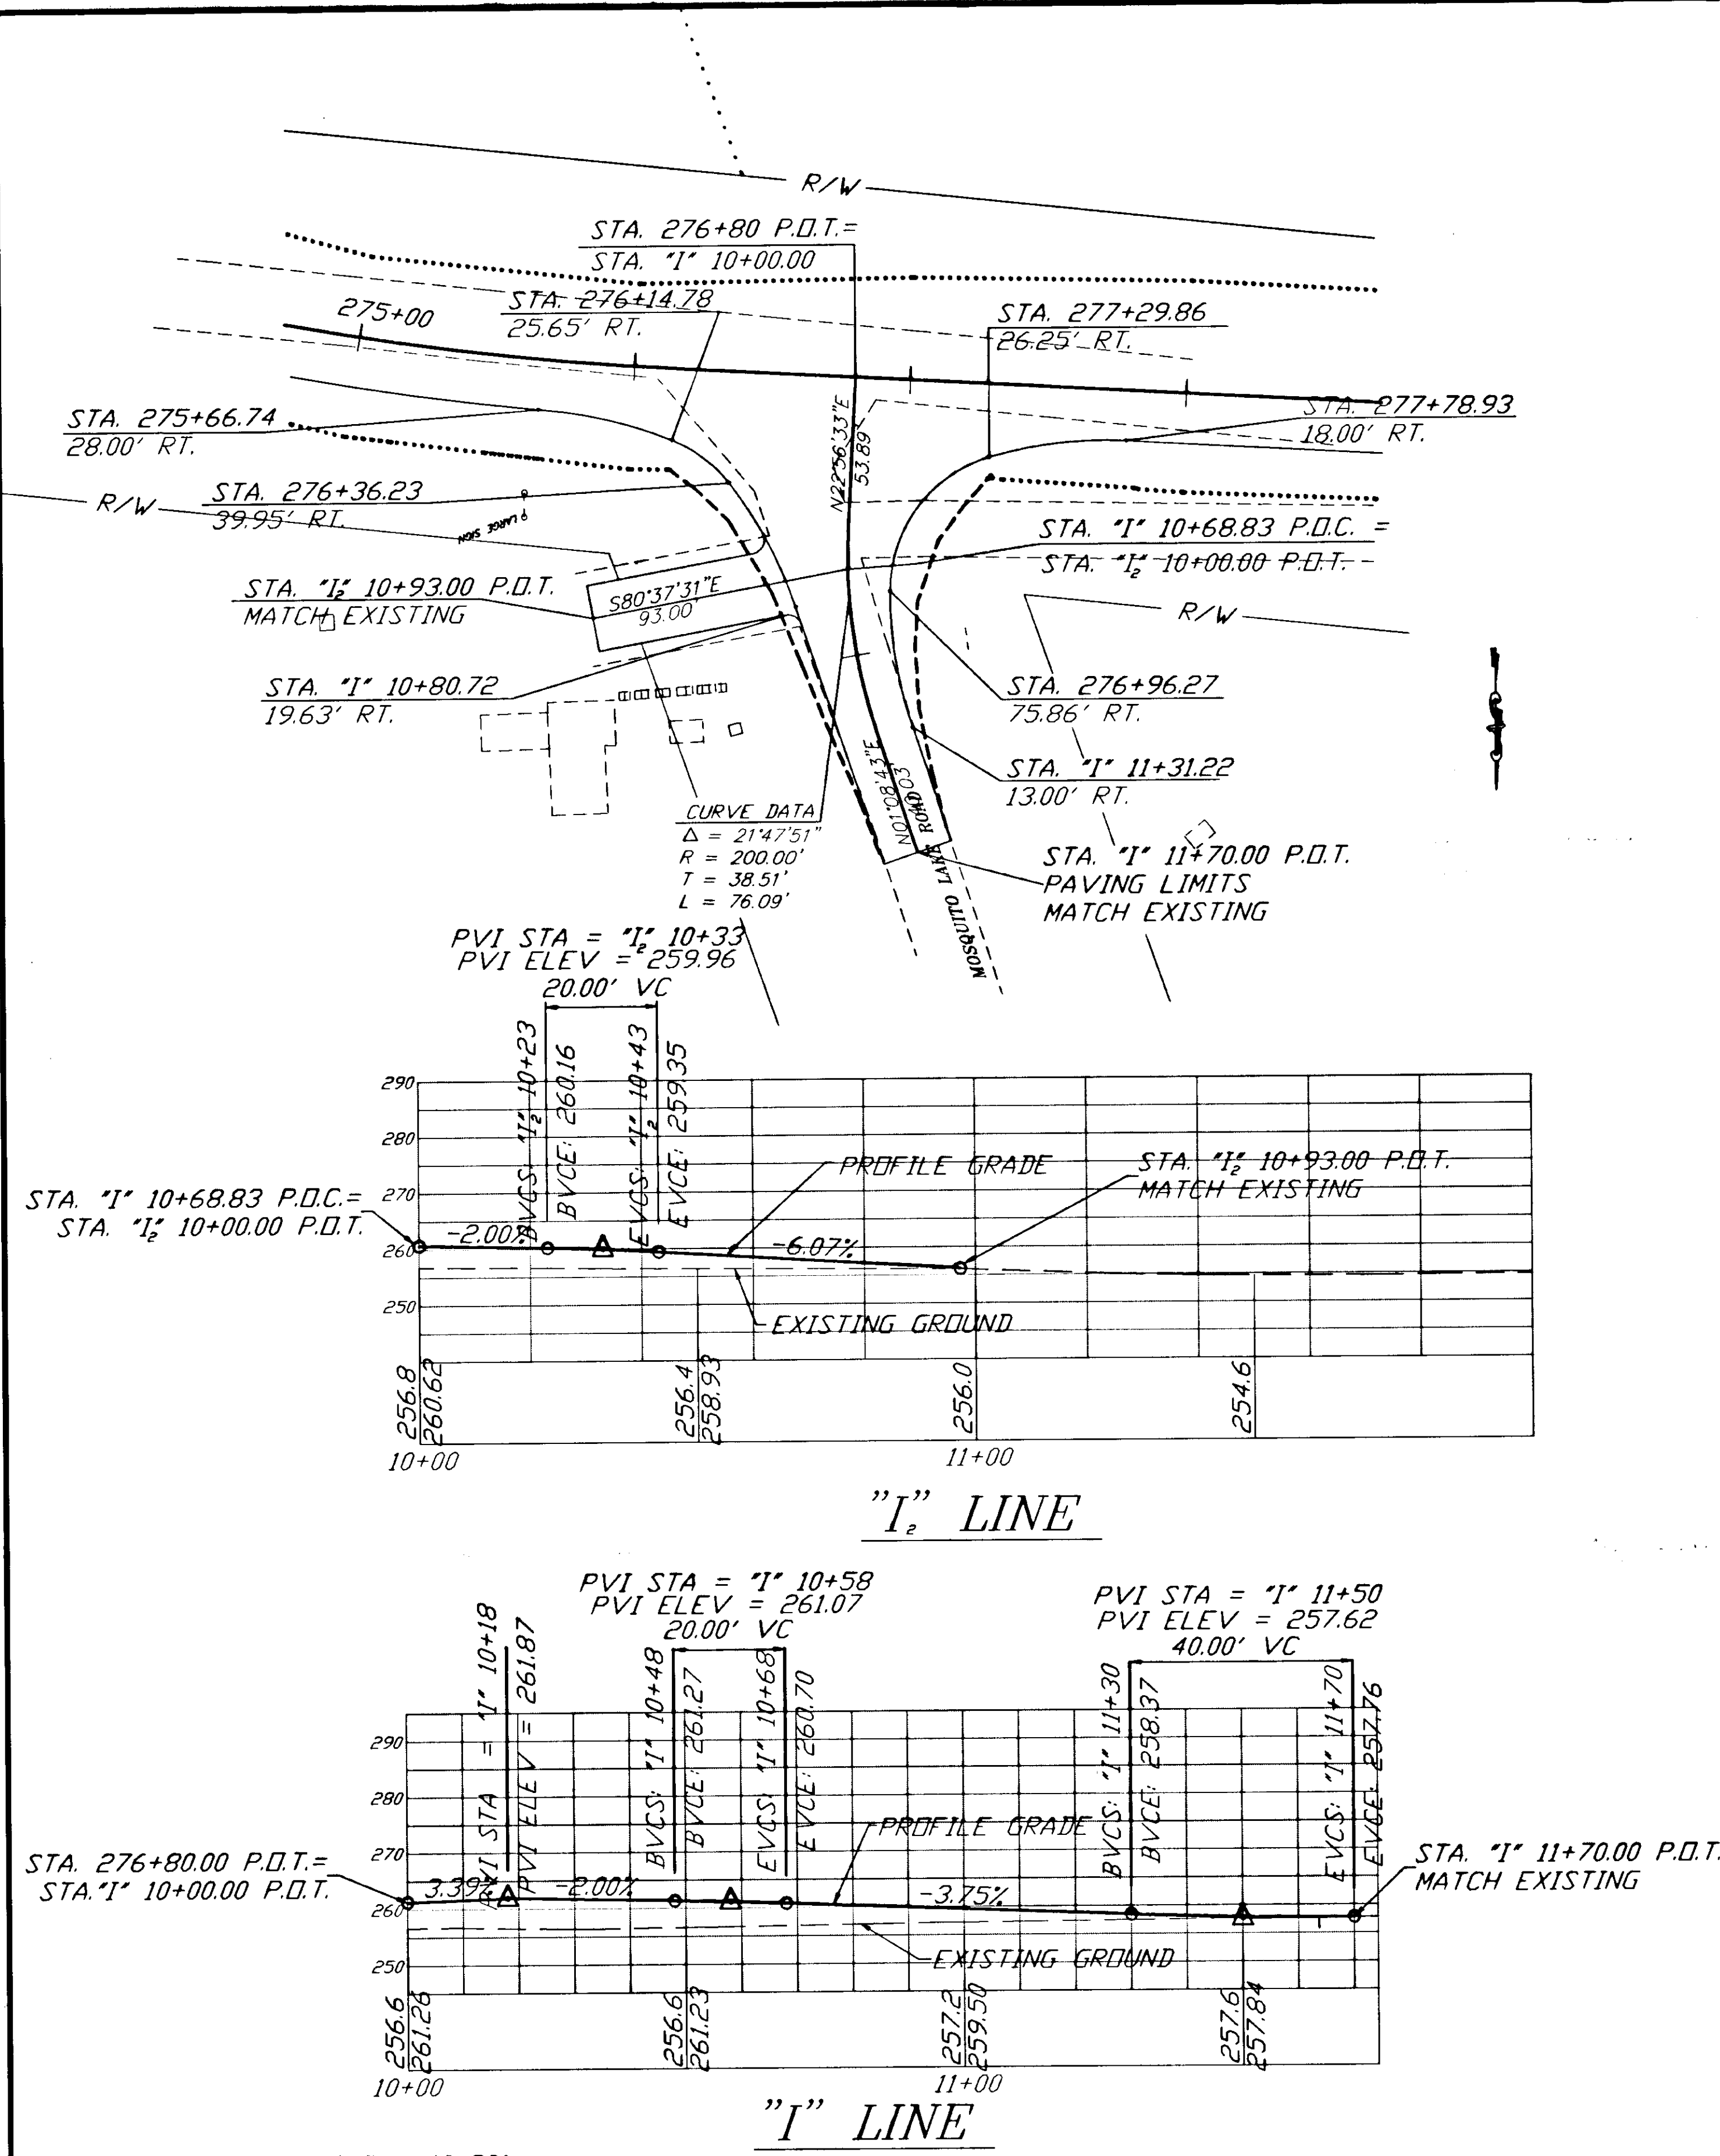 R/W
STA. 276+80 P.O.T.=
STA. "I" 10+00.00
275+00
STA. 276+14.78
25.65' RT.
STA. 277+29.86
26.25' RT.
STA. 275+66.74
28.00' RT.
N22°56'33"E
53.89'
STA. 277+78.93
18.00' RT.
R/W
STA. 276+36.23
39.95' RT.
LARGE SIGN
STA. "I" 10+68.83 P.O.C. =
STA. "I₂" 10+00.00 P.O.T.
STA. "I₂" 10+93.00 P.O.T.
MATCH EXISTING
S80°37'31"E
93.00'
R/W
STA. "I" 10+80.72
19.63' RT.
STA. 276+96.27
75.86' RT.
STA. "I" 11+31.22
13.00' RT.
N01°08'43"E
MOSQUITO LAKE ROAD
CURVE DATA
Δ = 21°47'51"
R = 200.00'
T = 38.51'
L = 76.09'
STA. "I" 11+70.00 P.O.T.
PAVING LIMITS
MATCH EXISTING
PVI STA = "I₂" 10+33
PVI ELEV = 259.96
20.00' VC
BVCS: "I₂" 10+23
BVCE: 260.16
EVCS: "I₂" 10+43
EVCE: 259.35
290
280
270
260
250
STA. "I" 10+68.83 P.O.C.=
STA. "I₂" 10+00.00 P.O.T.
-2.00%
-6.07%
PROFILE GRADE
STA. "I₂" 10+93.00 P.O.T.
MATCH EXISTING
EXISTING GROUND
256.8
260.62
256.4
258.93
256.0
254.6
10+00
11+00
"I₂" LINE
PVI STA = "I" 10+58
PVI ELEV = 261.07
20.00' VC
PVI STA = "I" 11+50
PVI ELEV = 257.62
40.00' VC
PVI STA = "I" 10+18
PVI ELEV = 261.87
BVCS: "I" 10+48
BVCE: 261.27
EVCS: "I" 10+68
EVCE: 260.70
BVCS: "I" 11+30
BVCE: 258.37
EVCS: "I" 11+70
EVCE: 257.76
290
280
270
260
250
STA. 276+80.00 P.O.T.=
STA."I" 10+00.00 P.O.T.
3.39%
-2.00%
-3.75%
PROFILE GRADE
EXISTING GROUND
STA. "I" 11+70.00 P.O.T.
MATCH EXISTING
256.6
261.26
256.6
261.23
257.2
259.50
257.6
257.84
10+00
11+00
"I" LINE